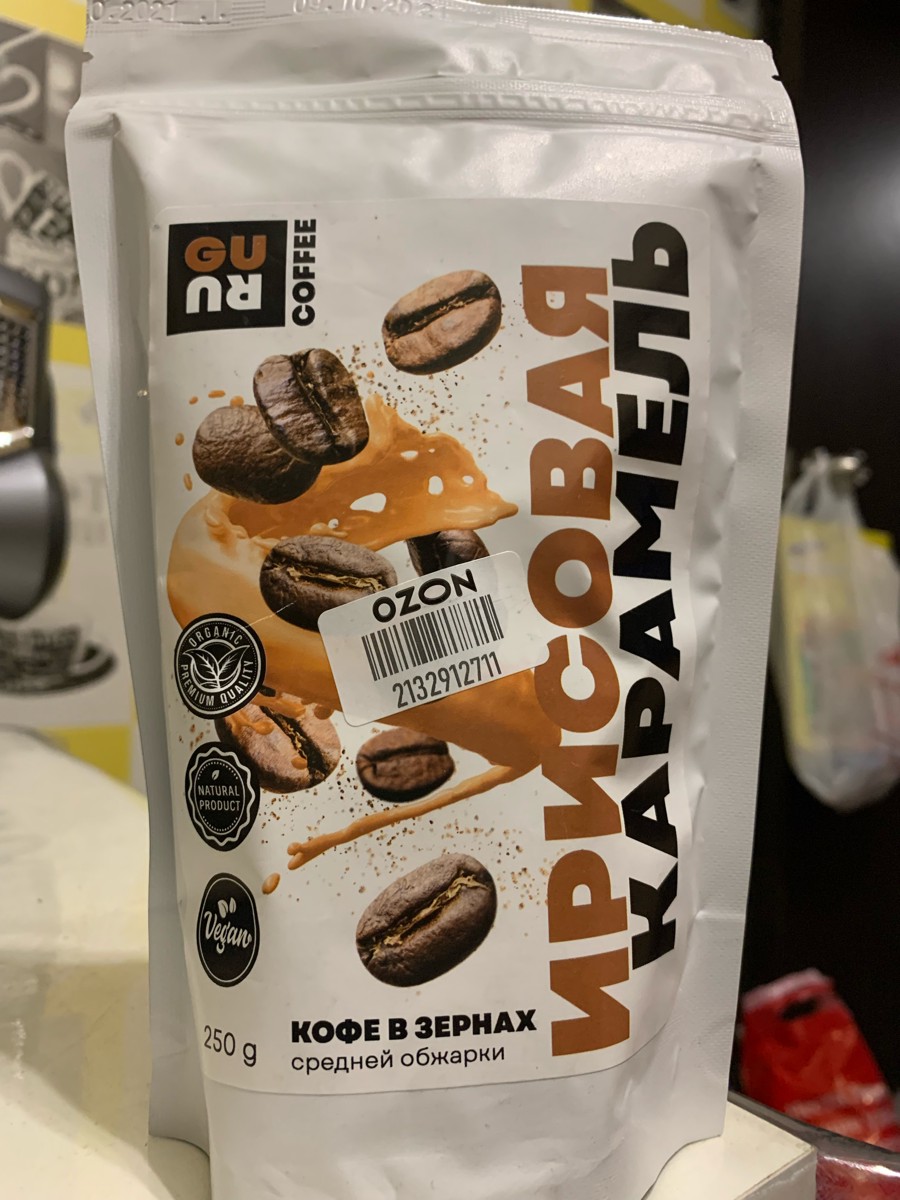 GU
RU
COFFEE
ИРИСОВАЯ
КАРАМЕЛЬ
OZON
2132912711
ORGANIC
PREMIUM QUALITY
NATURAL
PRODUCT
Vegan
250 g
КОФЕ В ЗЕРНАХ
средней обжарки